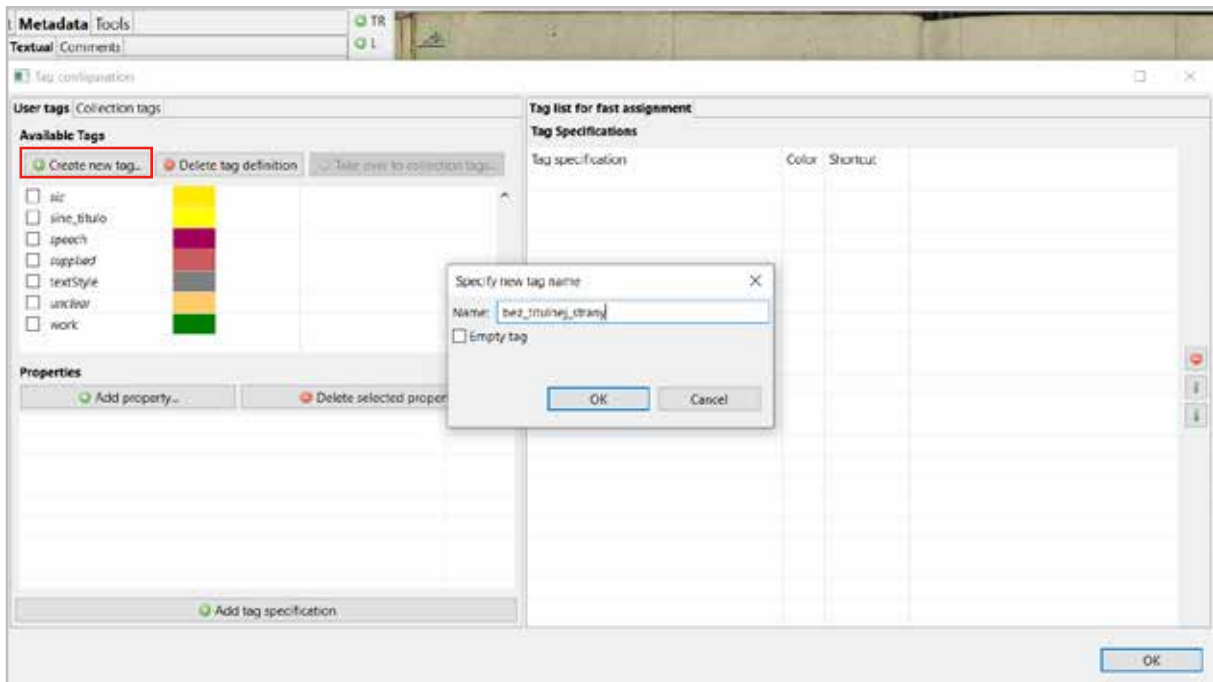 Metadata Tools
TR
Textual Comments
L
Tag configuration
User tags Collection tags
Tag list for fast assignment
Available Tags
Tag Specifications
Create new tag... Delete tag definition Take over to collection tags...
Tag specification Color Shortcut
sic
sine_titulo
speech
supplied
textStyle
unclear
work
Specify new tag name
Name: bez_titulnej_strany
Empty tag
OK Cancel
Properties
Add property... Delete selected proper
Add tag specification
OK